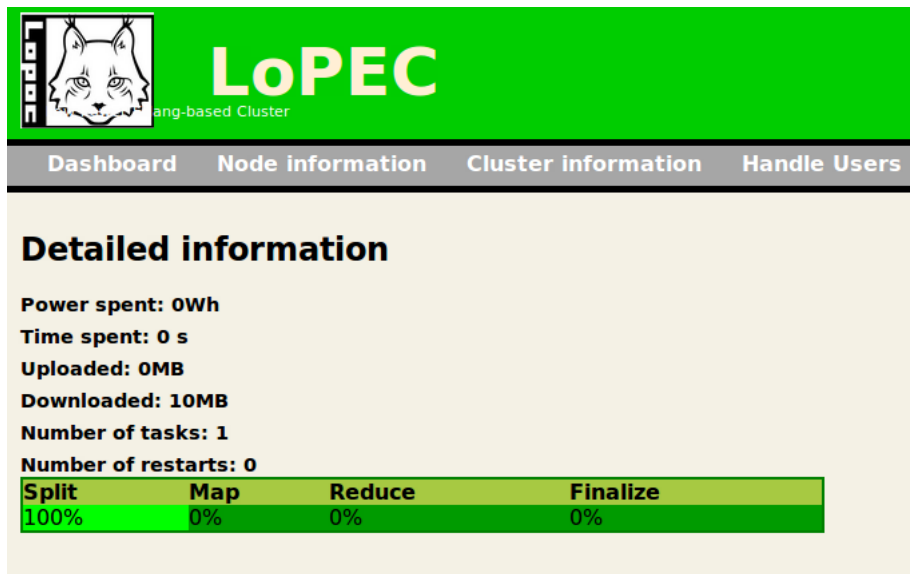 Lopec
LoPEC
ang-based Cluster
Dashboard Node information Cluster information Handle Users
Detailed information
Power spent: 0Wh
Time spent: 0 s
Uploaded: 0MB
Downloaded: 10MB
Number of tasks: 1
Number of restarts: 0
Split Map Reduce Finalize
100% 0% 0% 0%